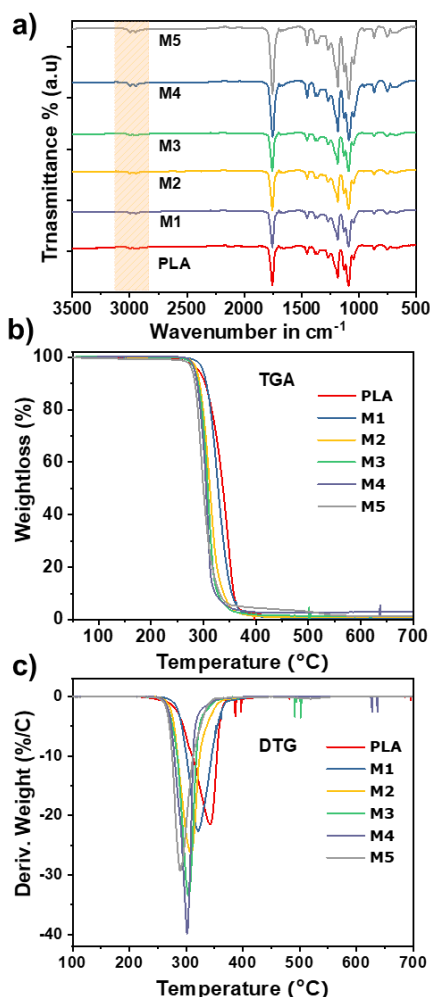 a)
M5
M4
M3
M2
M1
PLA
Trnasmittance % (a.u)
3500 3000 2500 2000 1500 1000 500
Wavenumber in cm-1
b)
TGA
PLA
M1
M2
M3
M4
M5
Weightloss (%)
100
80
60
40
20
0
100 200 300 400 500 600 700
Temperature (°C)
c)
DTG
PLA
M1
M2
M3
M4
M5
Deriv. Weight (%/C)
0
-10
-20
-30
-40
100 200 300 400 500 600 700
Temperature (°C)